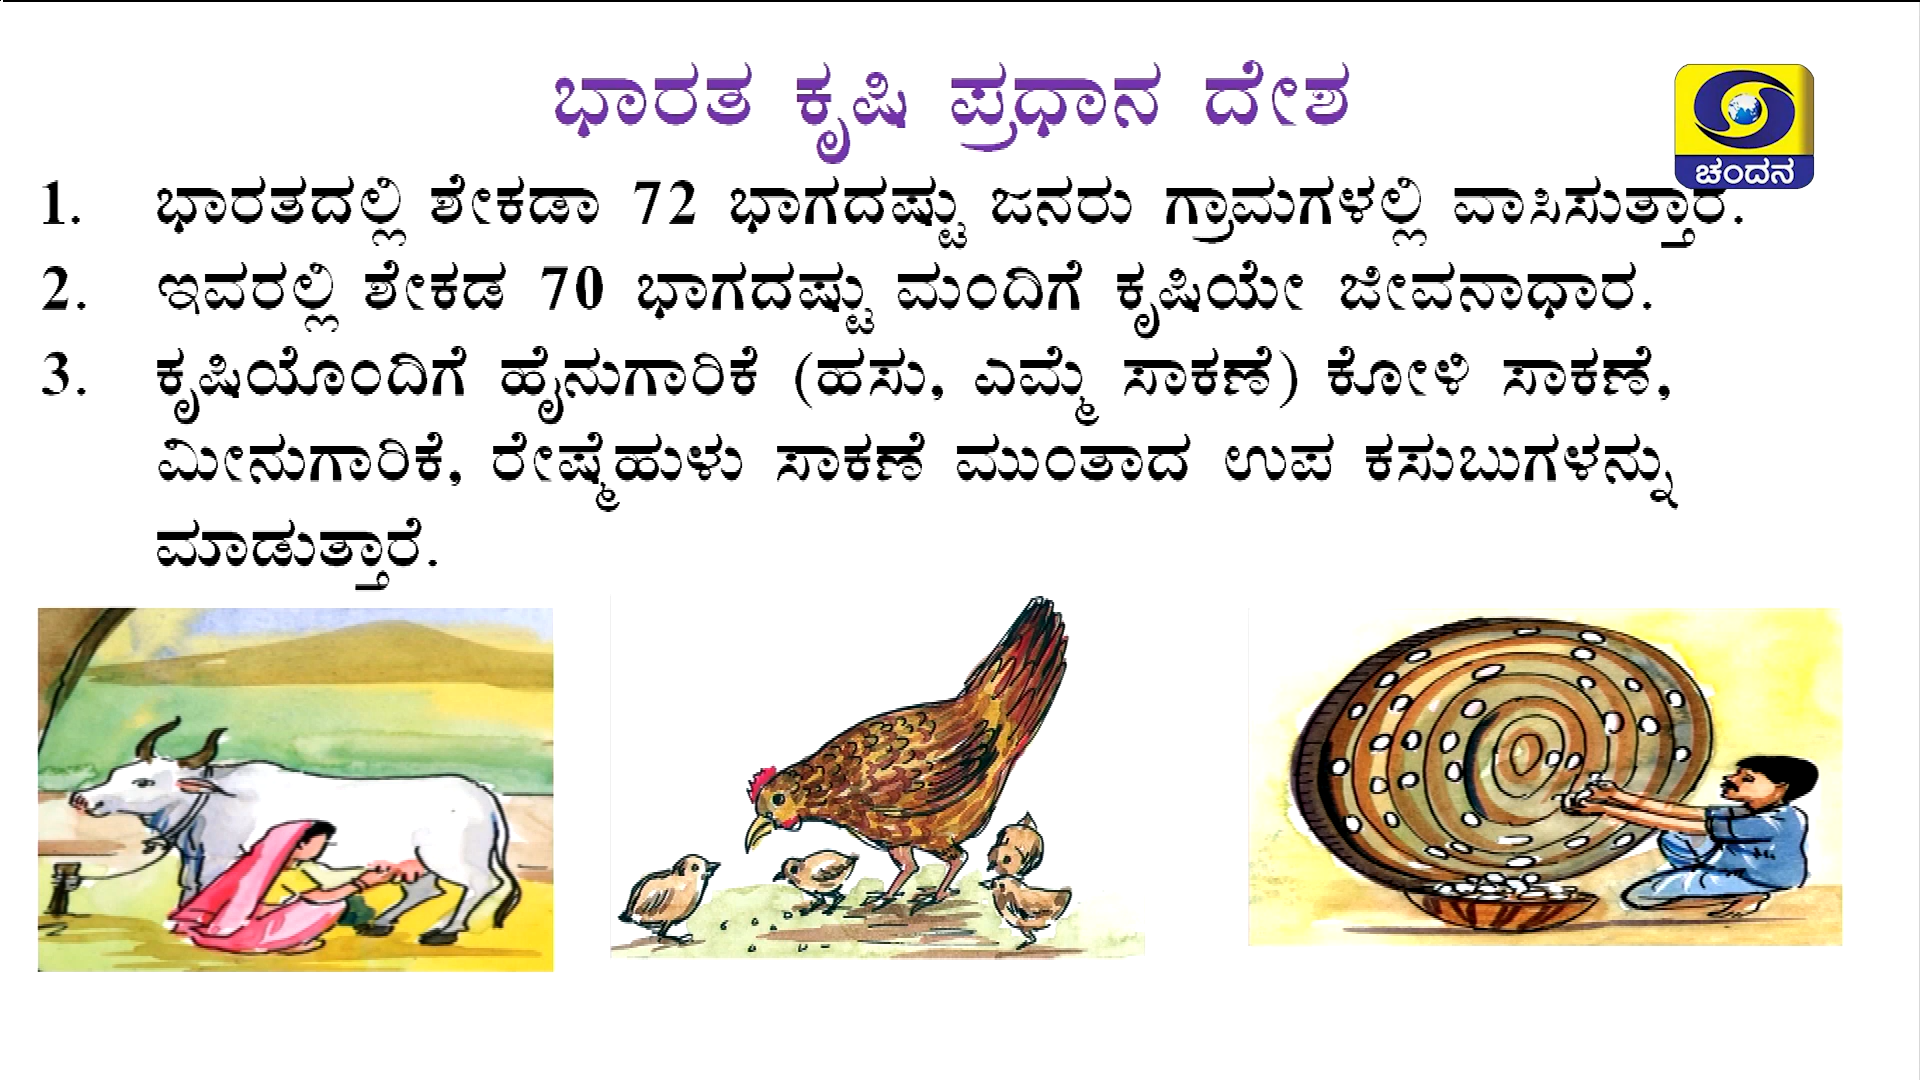 ಭಾರತ ಕೃಷಿ ಪ್ರಧಾನ ದೇಶ
ಚಂದನ
1. ಭಾರತದಲ್ಲಿ ಶೇಕಡಾ 72 ಭಾಗದಷ್ಟು ಜನರು ಗ್ರಾಮಗಳಲ್ಲಿ ವಾಸಿಸುತ್ತಾರೆ.
2. ಇವರಲ್ಲಿ ಶೇಕಡ 70 ಭಾಗದಷ್ಟು ಮಂದಿಗೆ ಕೃಷಿಯೇ ಜೀವನಾಧಾರ.
3. ಕೃಷಿಯೊಂದಿಗೆ ಹೈನುಗಾರಿಕೆ (ಹಸು, ಎಮ್ಮೆ ಸಾಕಣೆ) ಕೋಳಿ ಸಾಕಣೆ,
ಮೀನುಗಾರಿಕೆ, ರೇಷ್ಮೆಹುಳು ಸಾಕಣೆ ಮುಂತಾದ ಉಪ ಕಸುಬುಗಳನ್ನು
ಮಾಡುತ್ತಾರೆ.